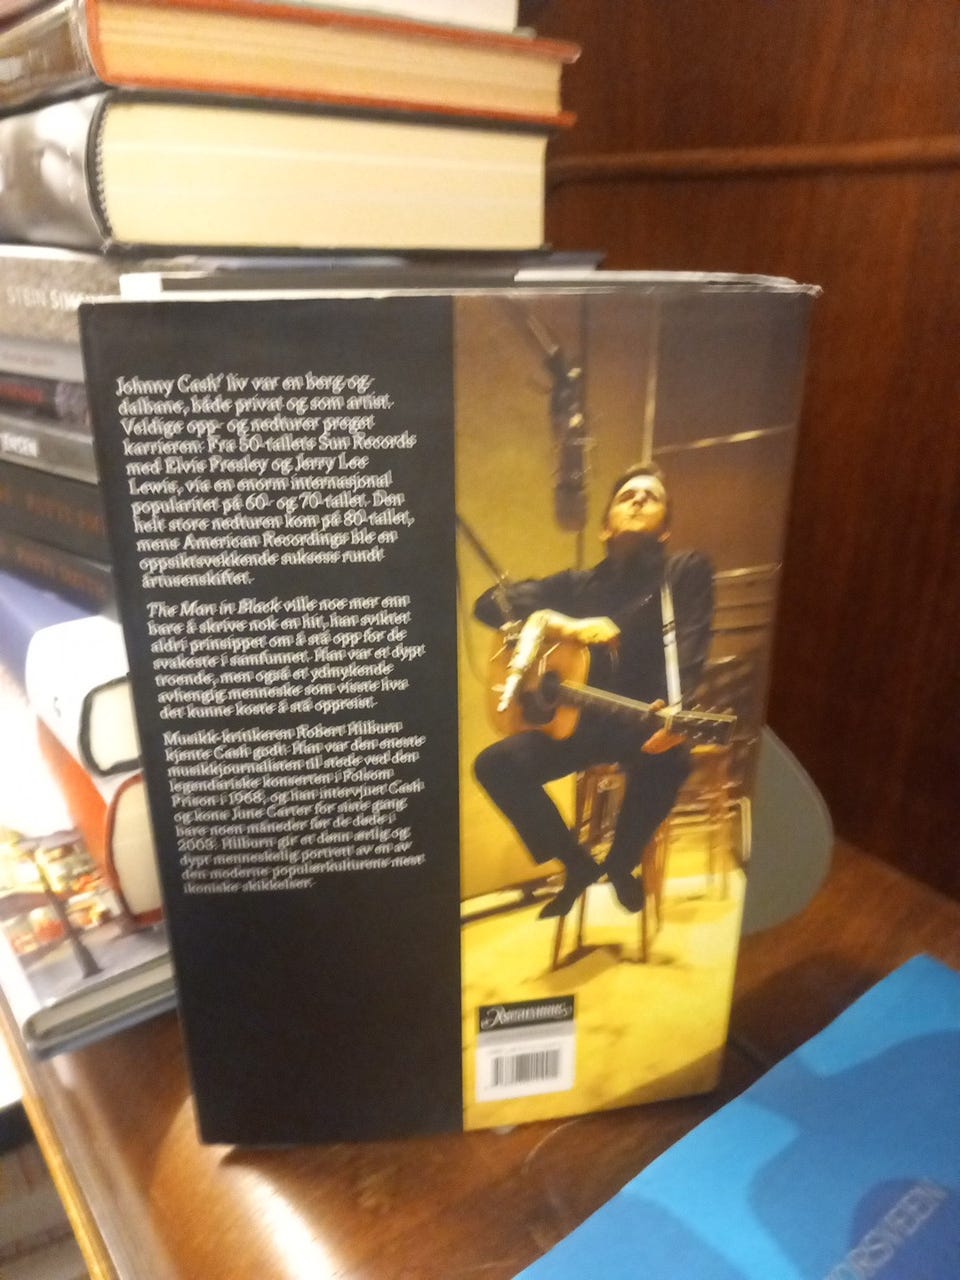 STEIN
JENSEN
Johnny Cash' liv var en berg-og-
dalbane, både privat og som artist.
Veldige opp- og nedturer preget
karrieren: Fra 50-tallets Sun Records
med Elvis Presley og Jerry Lee
Lewis, via en enorm internasjonal
popularitet på 60- og 70-tallet. Den
helt store nedturen kom på 80-tallet,
mens American Recordings ble en
oppsiktsvekkende suksess rundt
årtusenskiftet.
The Man in Black ville noe mer enn
bare å skrive nok en hit, han sviktet
aldri prinsippet om å stå opp for de
svakeste i samfunnet. Han var et dypt
troende, men også et ydmykende
avhengig menneske som visste hva
det kunne koste å stå oppreist.
Musikk-kritikeren Robert Hilburn
kjente Cash godt. Han var den eneste
musikkjournalisten til stede ved den
legendariske konserten i Folsom
Prison i 1968, og han intervjuet Cash
og kona June Carter for siste gang
bare noen måneder før de døde i
2003. Hilburn gir et dønn ærlig og
dypt menneskelig portrett av en av
den moderne populærkulturens mest
ikoniske skikkelser.